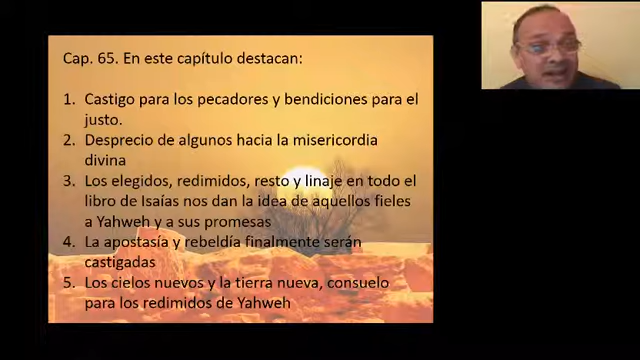 Cap. 65. En este capítulo destacan:
1. Castigo para los pecadores y bendiciones para el
justo.
2. Desprecio de algunos hacia la misericordia
divina
3. Los elegidos, redimidos, resto y linaje en todo el
libro de Isaías nos dan la idea de aquellos fieles
a Yahweh y a sus promesas
4. La apostasía y rebeldía finalmente serán
castigadas
5. Los cielos nuevos y la tierra nueva, consuelo
para los redimidos de Yahweh